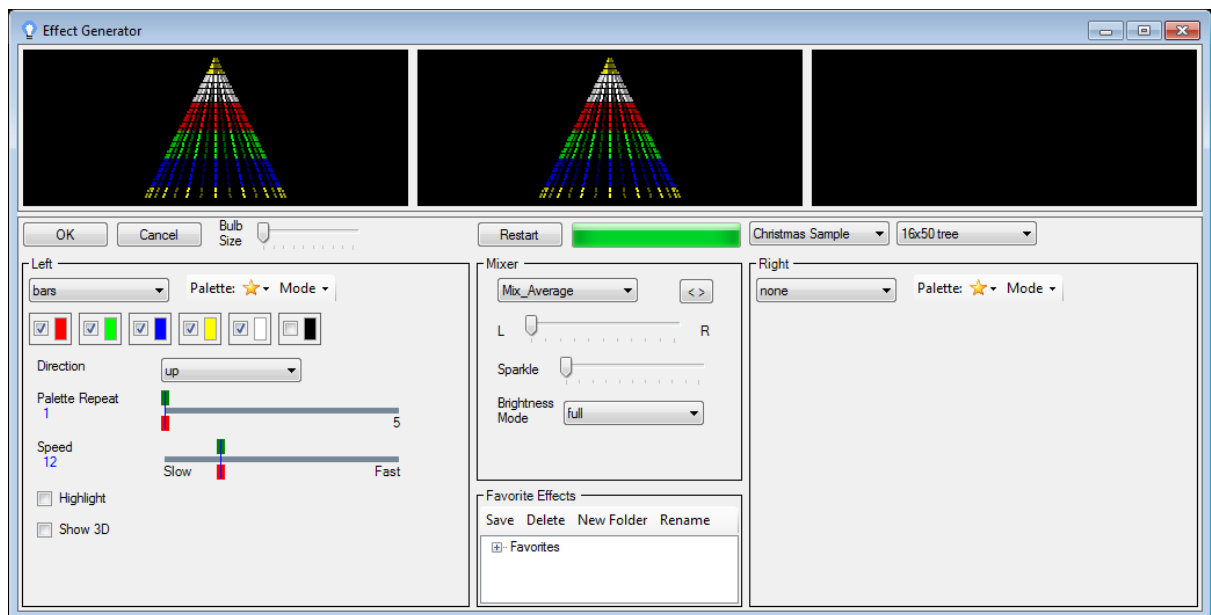 Effect Generator
OK
Cancel
Bulb
Size
Restart
Christmas Sample
16x50 tree
Left
bars
Palette:
Mode
Direction
up
Palette Repeat
1
5
Speed
12
Slow
Fast
Highlight
Show 3D
Mixer
Mix_Average
< >
L
R
Sparkle
Brightness
Mode
full
Favorite Effects
Save Delete New Folder Rename
Favorites
Right
none
Palette:
Mode